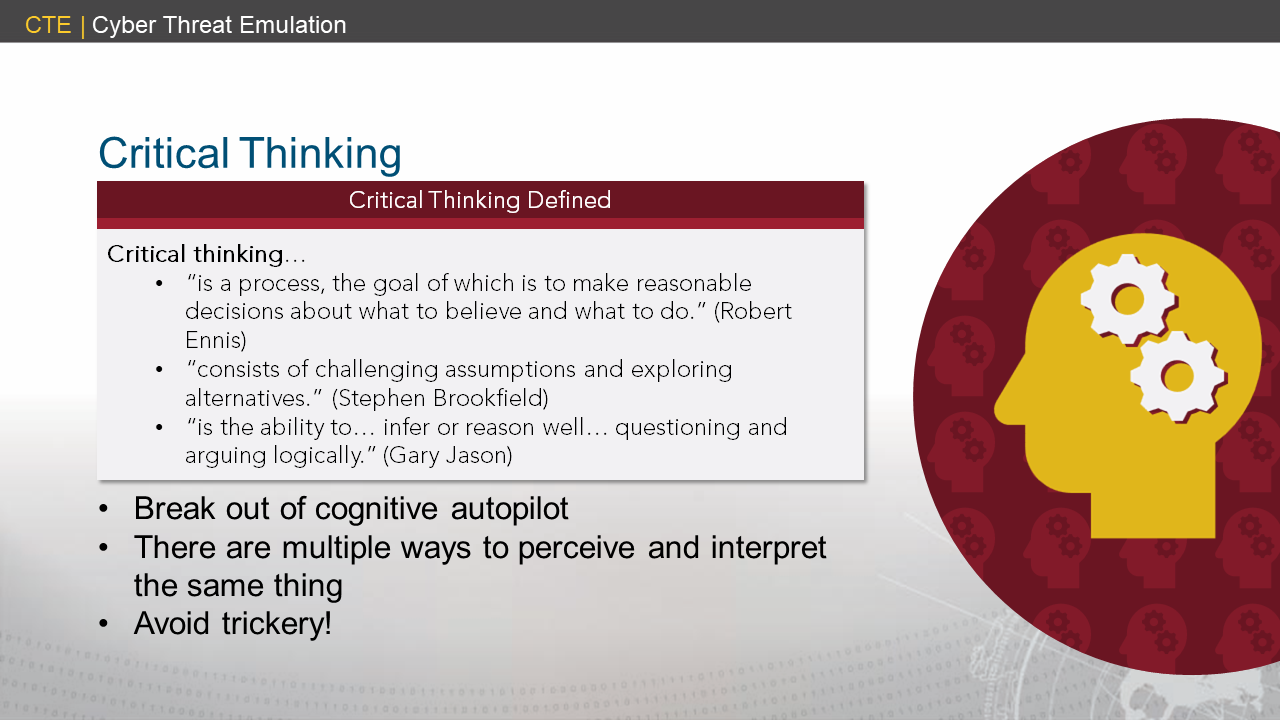 CTE | Cyber Threat Emulation
Critical Thinking
Critical Thinking Defined
Critical thinking…
• “is a process, the goal of which is to make reasonable
decisions about what to believe and what to do.” (Robert
Ennis)
• “consists of challenging assumptions and exploring
alternatives.” (Stephen Brookfield)
• “is the ability to… infer or reason well… questioning and
arguing logically.” (Gary Jason)
• Break out of cognitive autopilot
• There are multiple ways to perceive and interpret
the same thing
• Avoid trickery!